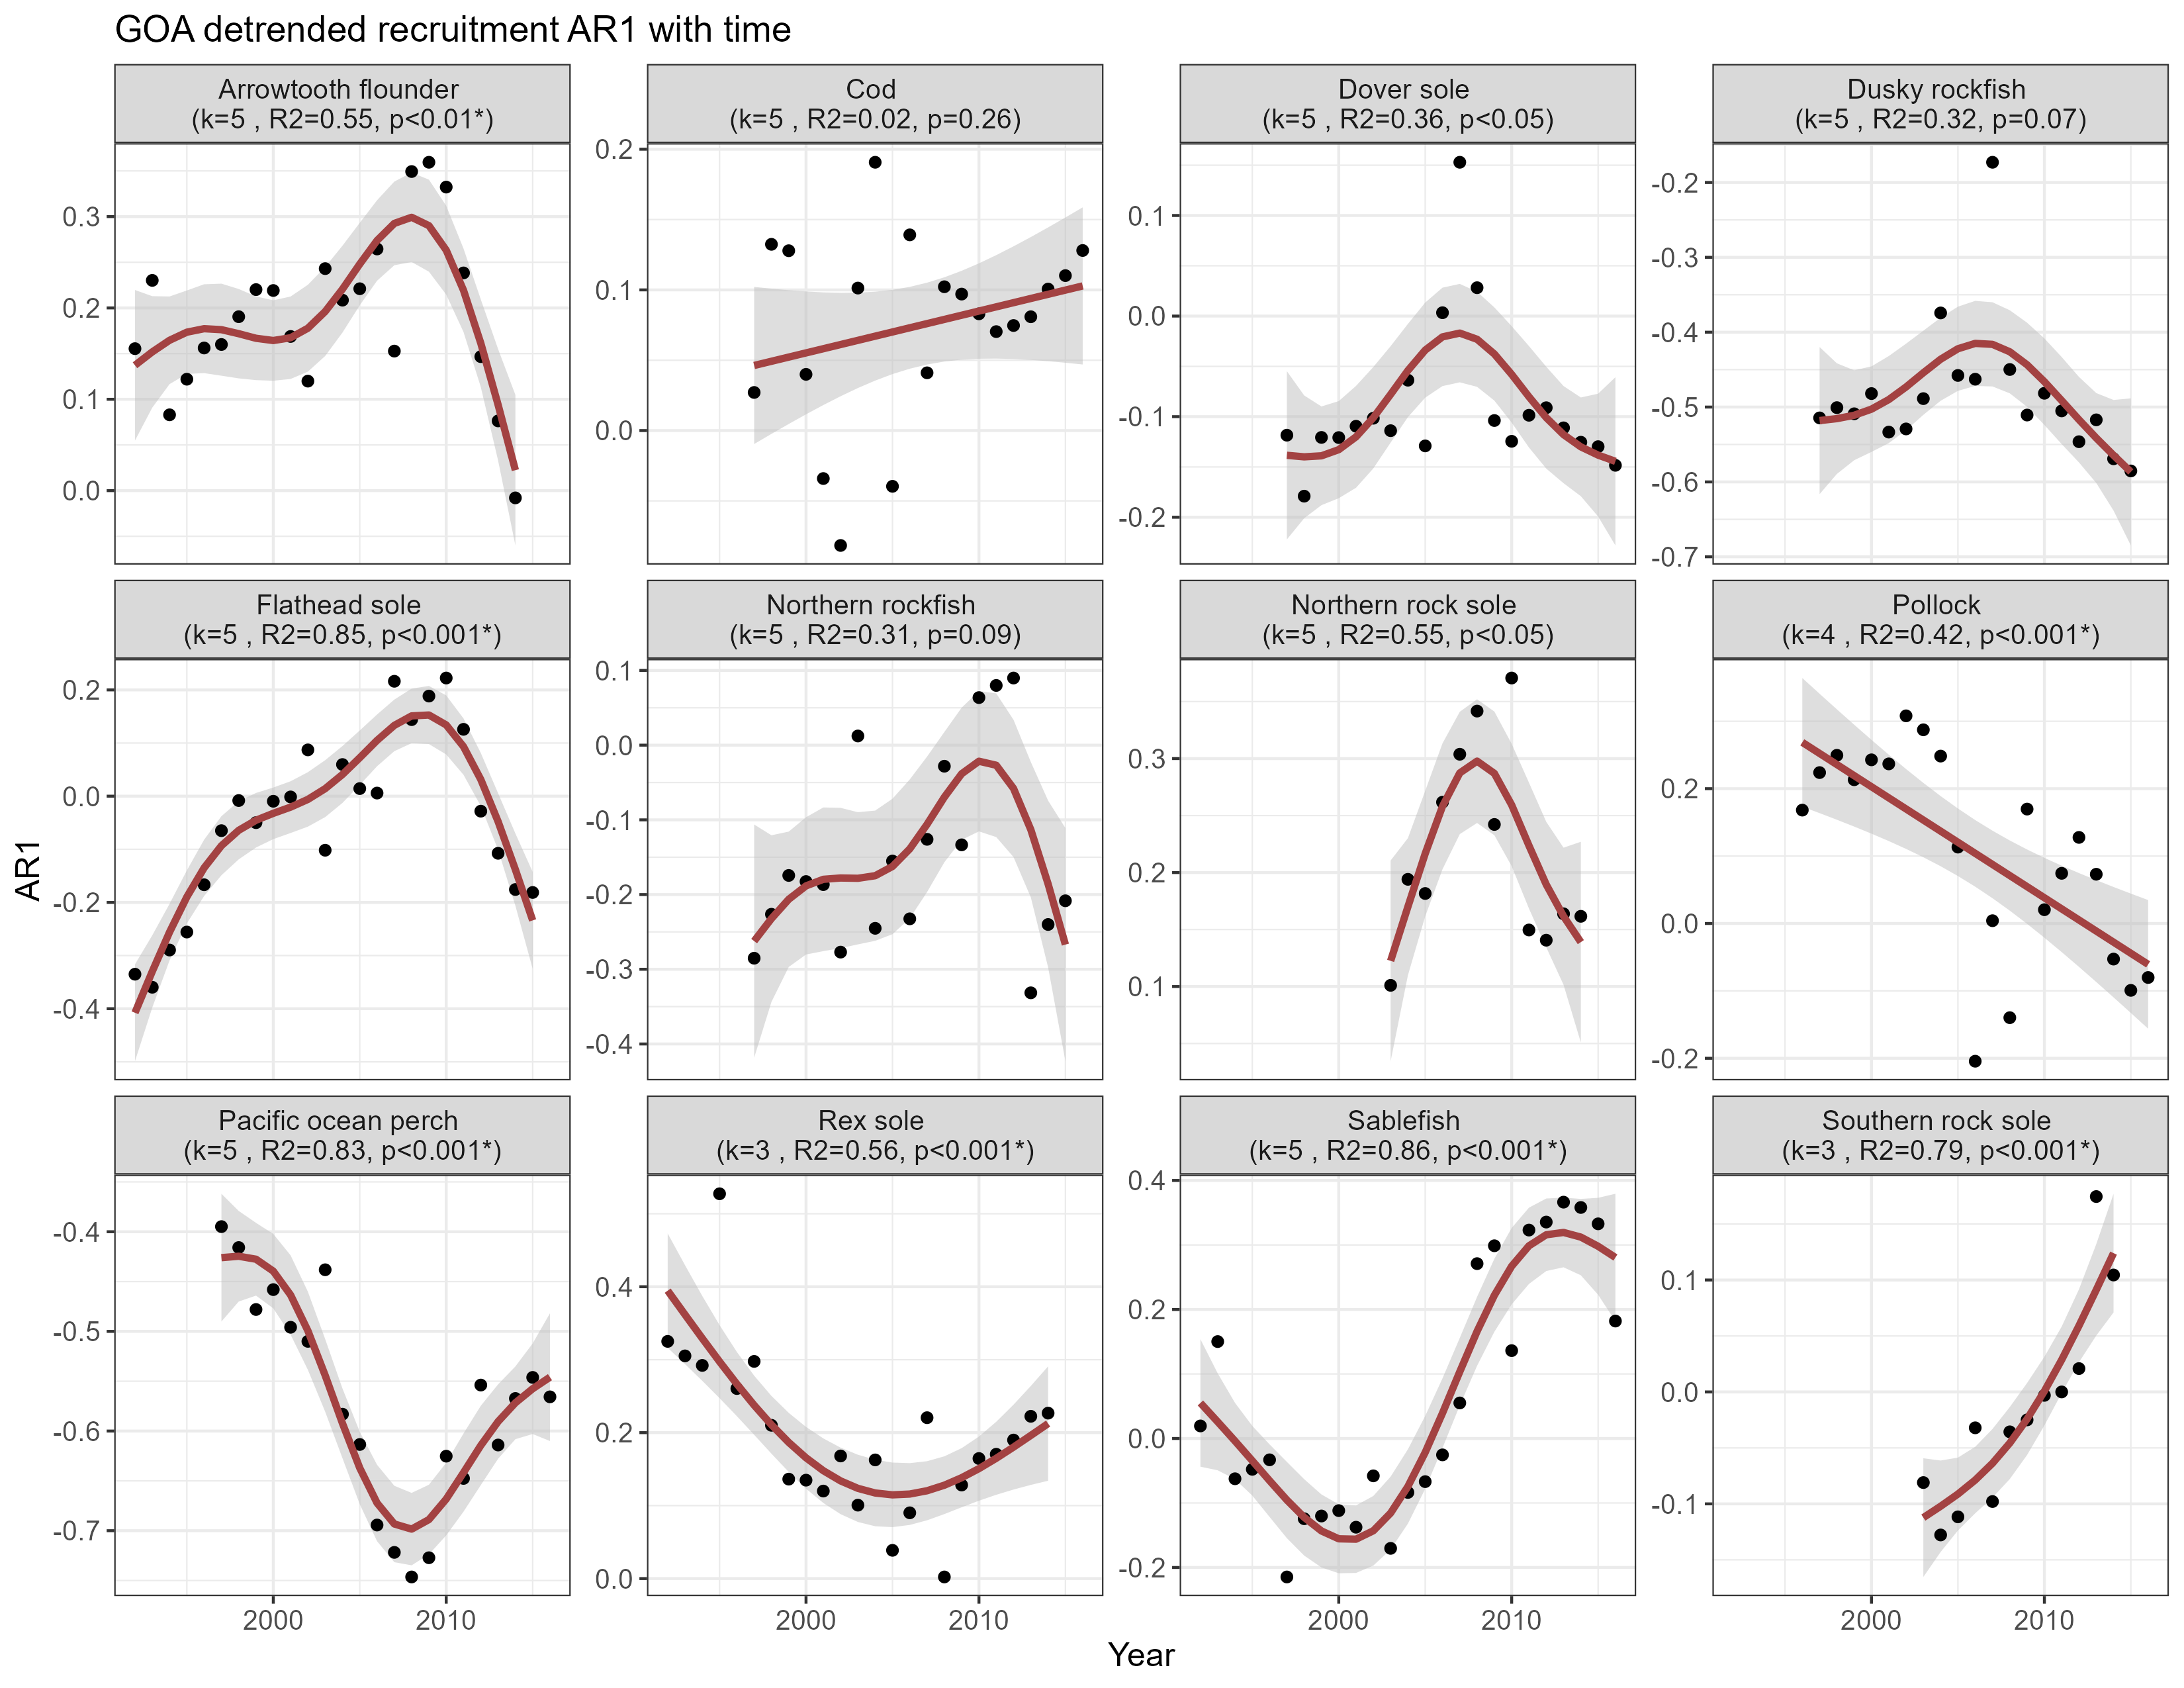 GOA detrended recruitment AR1 with time
Arrowtooth flounder
(k=5 , R2=0.55, p<0.01*)
Cod
(k=5 , R2=0.02, p=0.26)
Dover sole
(k=5 , R2=0.36, p<0.05)
Dusky rockfish
(k=5 , R2=0.32, p=0.07)
0.3
0.2
0.1
0.0
0.2
0.1
0.0
0.1
0.0
-0.1
-0.2
-0.2
-0.3
-0.4
-0.5
-0.6
-0.7
Flathead sole
(k=5 , R2=0.85, p<0.001*)
Northern rockfish
(k=5 , R2=0.31, p=0.09)
Northern rock sole
(k=5 , R2=0.55, p<0.05)
Pollock
(k=4 , R2=0.42, p<0.001*)
0.2
0.0
-0.2
-0.4
0.1
0.0
-0.1
-0.2
-0.3
-0.4
0.3
0.2
0.1
0.2
0.0
-0.2
AR1
Pacific ocean perch
(k=5 , R2=0.83, p<0.001*)
Rex sole
(k=3 , R2=0.56, p<0.001*)
Sablefish
(k=5 , R2=0.86, p<0.001*)
Southern rock sole
(k=3 , R2=0.79, p<0.001*)
-0.4
-0.5
-0.6
-0.7
0.4
0.2
0.0
0.4
0.2
0.0
-0.2
0.1
0.0
-0.1
2000 2010
2000 2010
2000 2010
2000 2010
Year